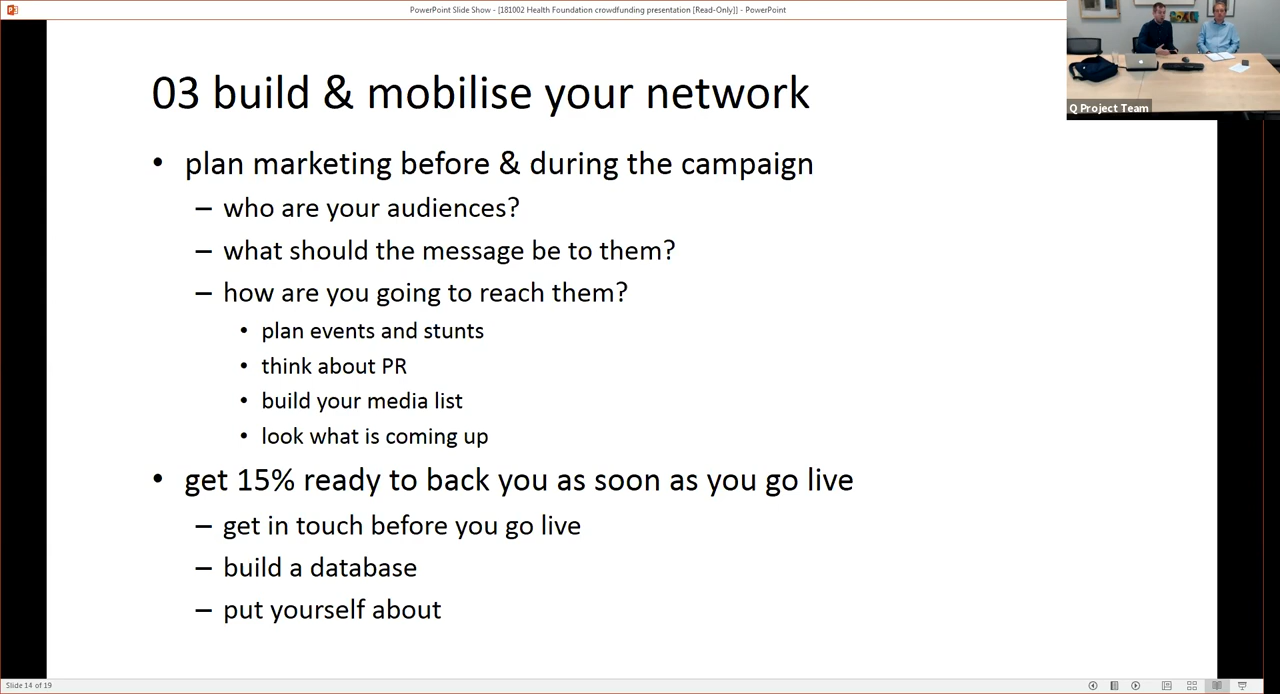 PowerPoint Slide Show - [181002 Health Foundation crowdfunding presentation [Read-Only]] - PowerPoint
03 build & mobilise your network
• plan marketing before & during the campaign
– who are your audiences?
– what should the message be to them?
– how are you going to reach them?
• plan events and stunts
• think about PR
• build your media list
• look what is coming up
• get 15% ready to back you as soon as you go live
– get in touch before you go live
– build a database
– put yourself about
Q Project Team
Slide 14 of 19